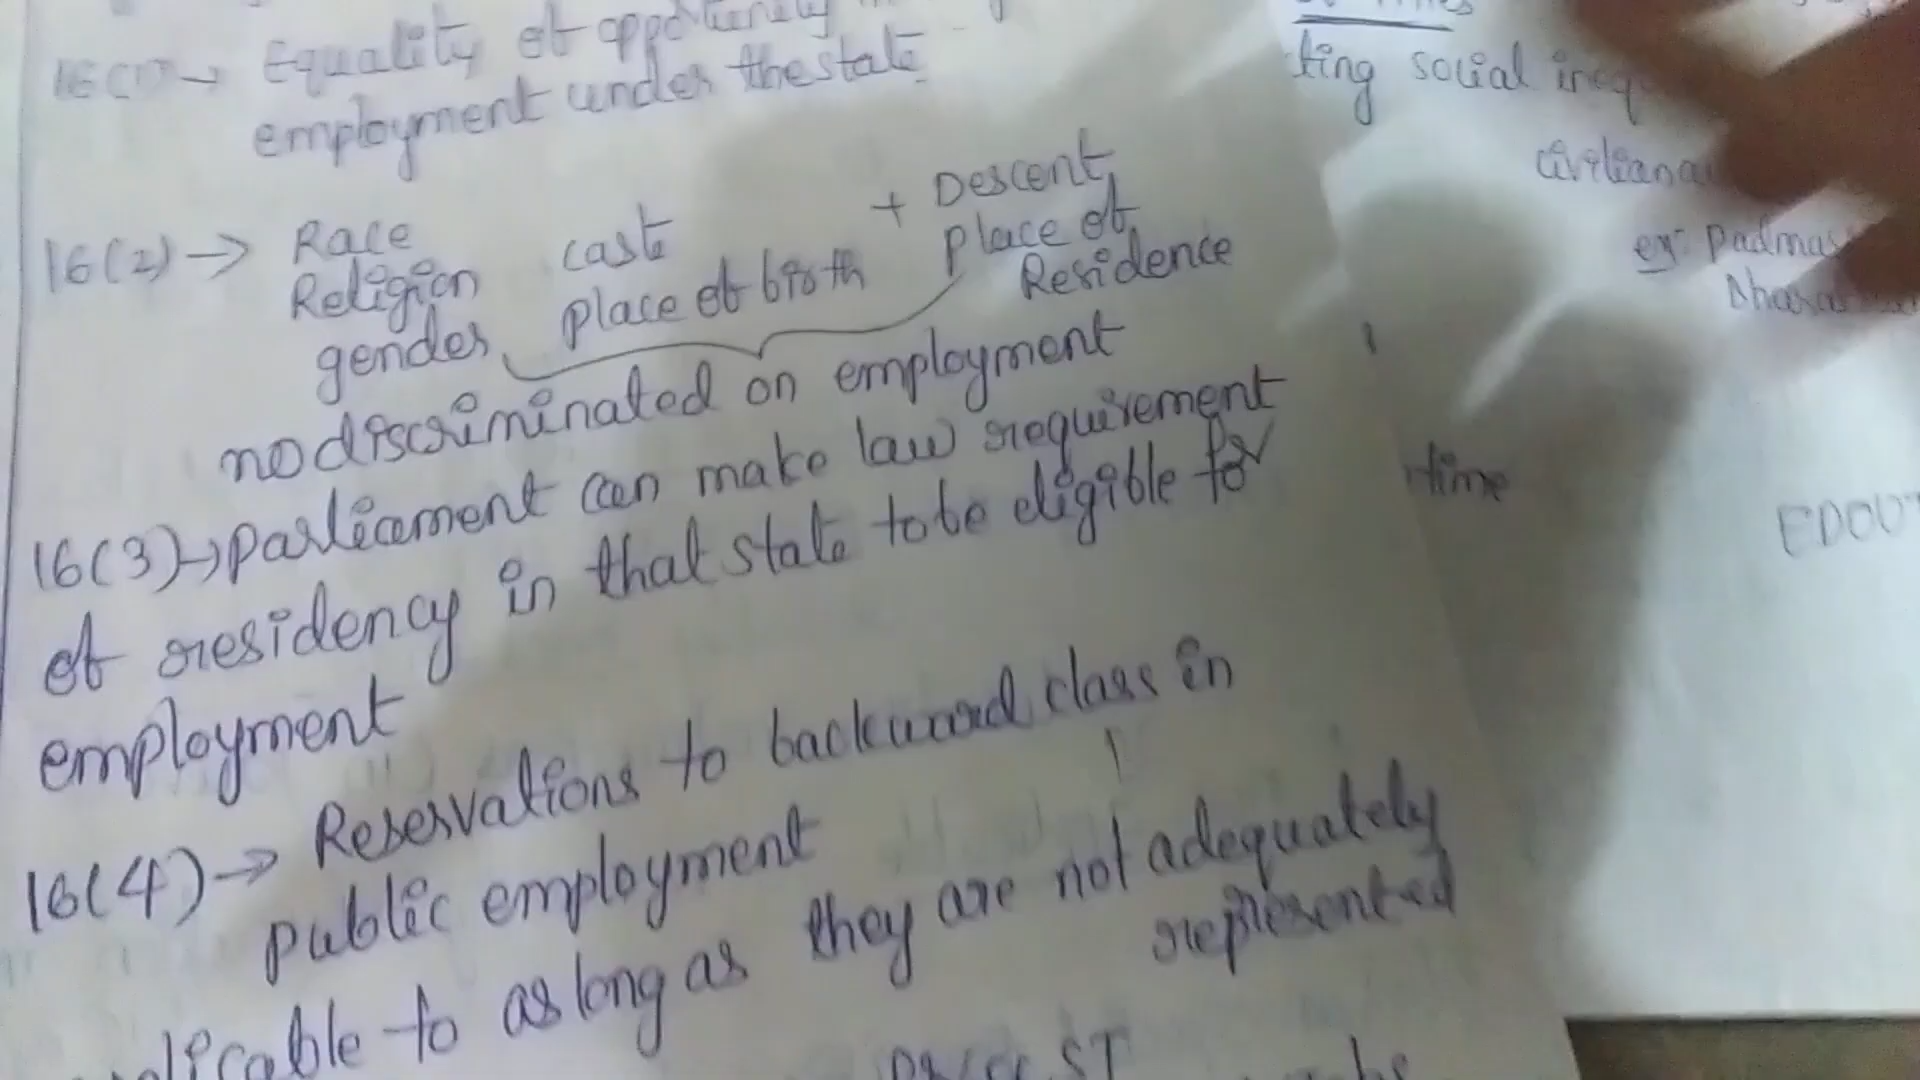 16(1) → Equality of opportunity
employment under the state
16(2) → Race caste + Descent,
Religion place of birth place of
gender Residence
no discriminated on employment
16(3) → parliament can make law requirement
of residency in that state to be eligible for
employment
16(4) → Reservations to backward class in
public employment
as long as they are not adequately
represented
ting social
ex: padma
time